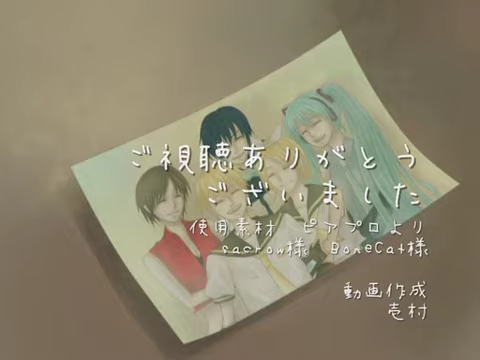 ご視聴ありがとう
ございました
使用素材　ピアプロより
sacrow様　BoneCat様
動画作成
壱村